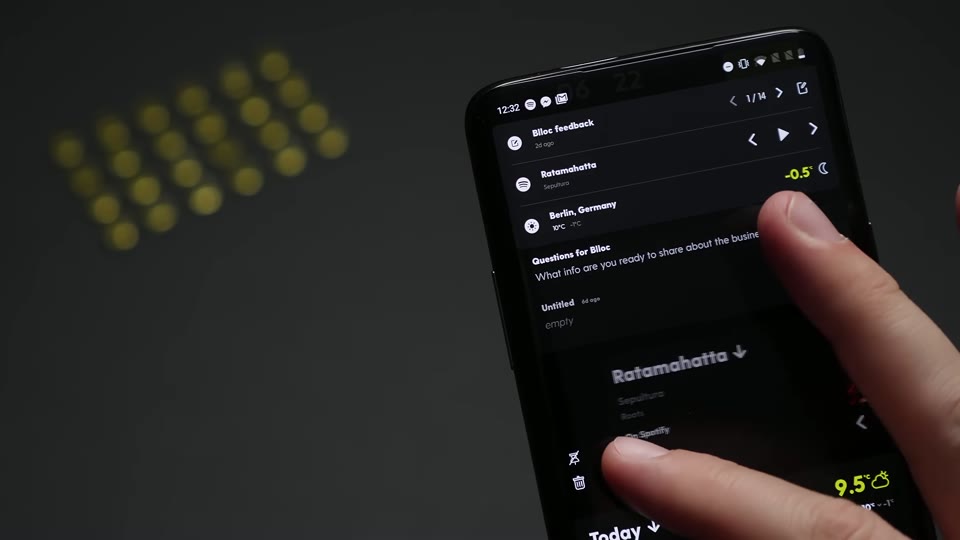 12:32
6 22
Blloc feedback
2d ago
1/14
Ratamahatta
Sepultura
Berlin, Germany
10°C -1°C
-0.5°c
Questions for Blloc
What info are you ready to share about the
Untitled 6d ago
empty
Ratamahatta
Sepultura
Roots
On Spotify
9.5°c
Today